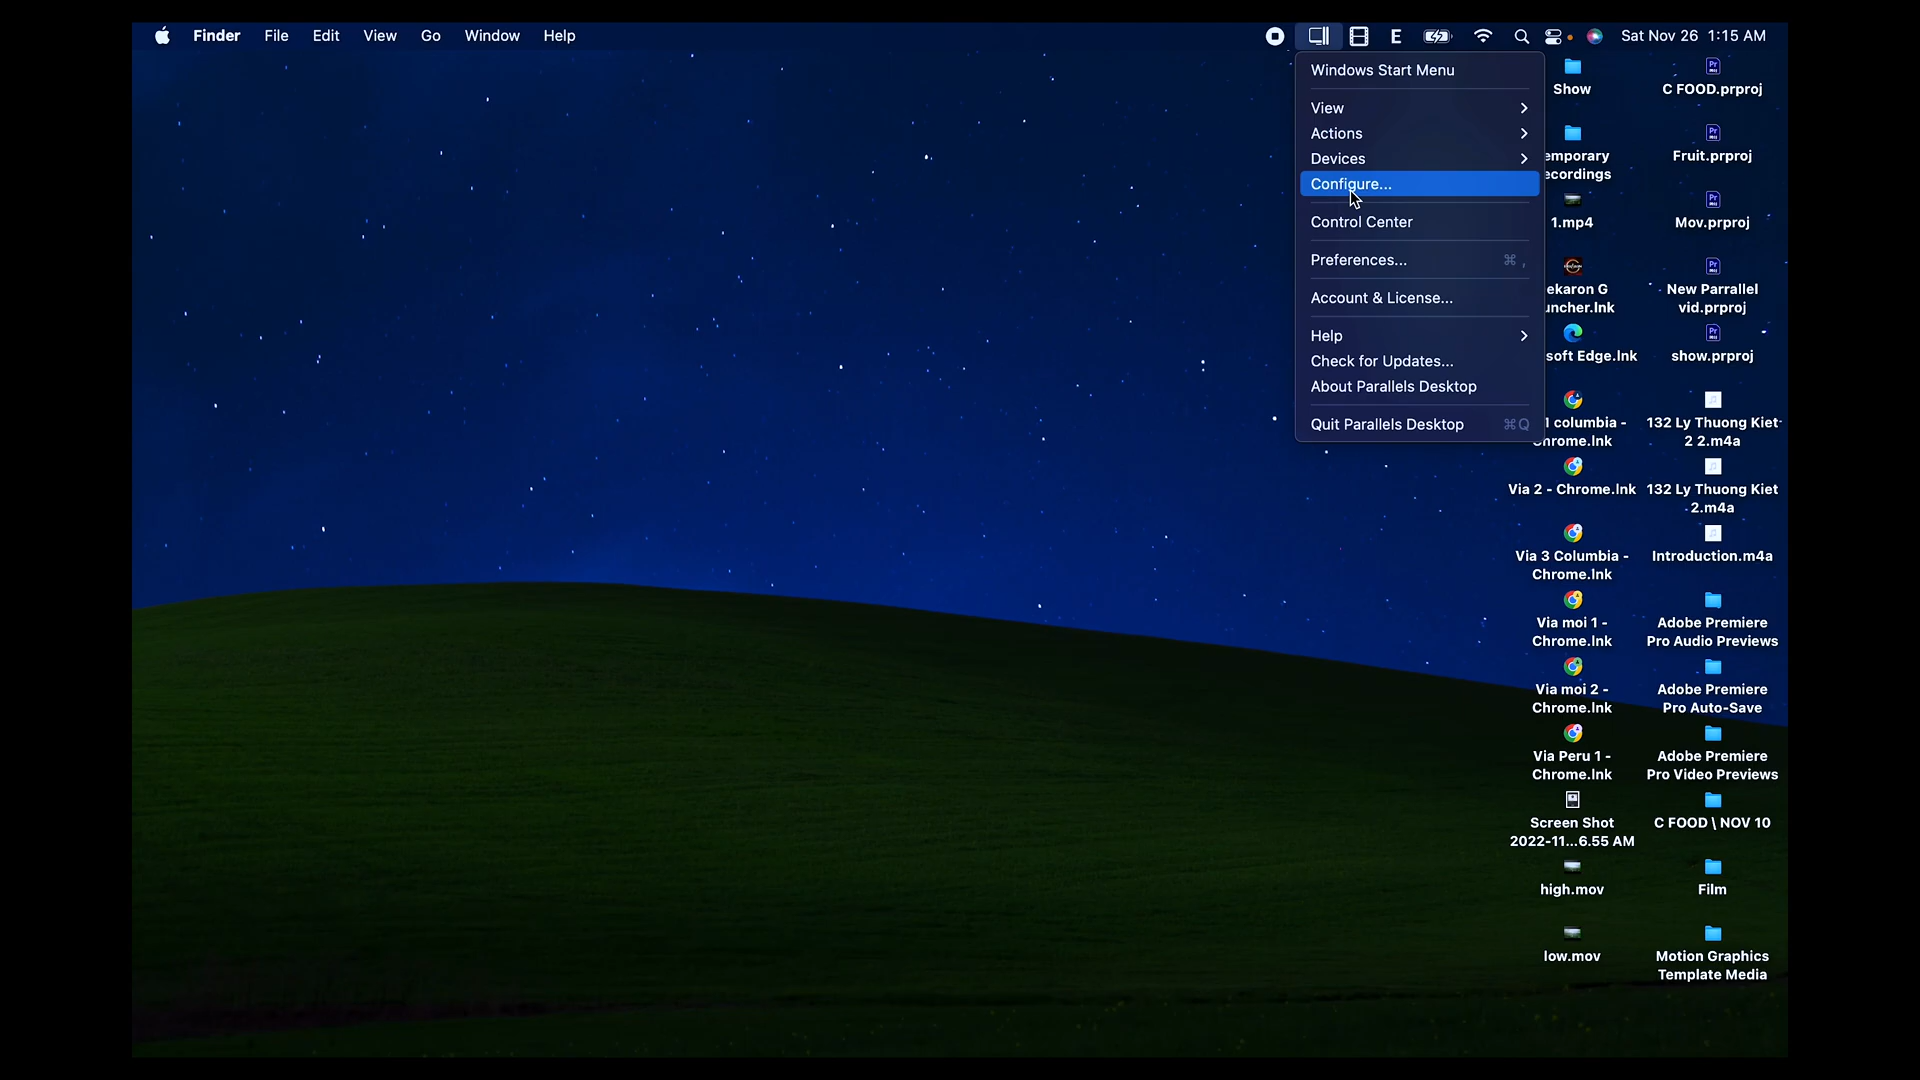 Finder File Edit View Go Window Help E Sat Nov 26 1:15 AM
Windows Start Menu
View
Actions
Devices
Configure...
Control Center
Preferences... ⌘ ,
Account & License...
Help
Check for Updates...
About Parallels Desktop
Quit Parallels Desktop ⌘Q
Show
emporary
ecordings
1.mp4
ekaron G
uncher.lnk
soft Edge.lnk
1 columbia -
Chrome.lnk
Via 2 - Chrome.lnk
Via 3 Columbia -
Chrome.lnk
Via moi 1 -
Chrome.lnk
Via moi 2 -
Chrome.lnk
Via Peru 1 -
Chrome.lnk
Screen Shot
2022-11...6.55 AM
high.mov
low.mov
C FOOD.prproj
Fruit.prproj
Mov.prproj
New Parrallel
vid.prproj
show.prproj
132 Ly Thuong Kiet
2 2.m4a
132 Ly Thuong Kiet
2.m4a
Introduction.m4a
Adobe Premiere
Pro Audio Previews
Adobe Premiere
Pro Auto-Save
Adobe Premiere
Pro Video Previews
C FOOD \ NOV 10
Film
Motion Graphics
Template Media